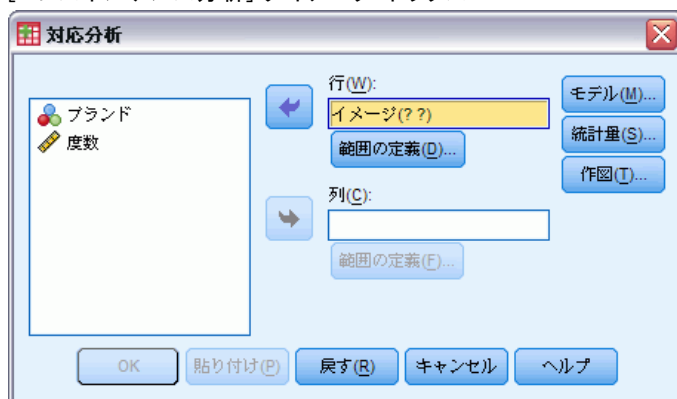 対応分析
行(W):
イメージ(? ?)
範囲の定義(D)...
ブランド
度数
列(C):
範囲の定義(F)...
モデル(M)...
統計量(S)...
作図(T)...
OK
貼り付け(P)
戻す(R)
キャンセル
ヘルプ